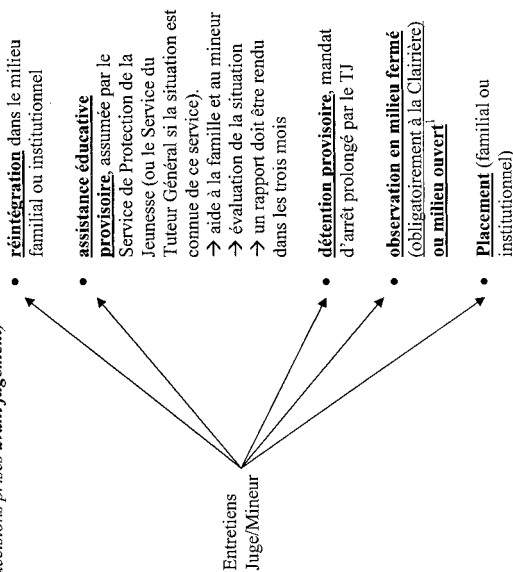 décisions prises avant jugement)
Entretiens
Juge/Mineur
• réintégration dans le milieu
familial ou institutionnel
• assistance éducative
provisoire, assumée par le
Service de Protection de la
Jeunesse (ou le Service du
Tuteur Général si la situation est
connue de ce service).
→ aide à la famille et au mineur
→ évaluation de la situation
→ un rapport doit être rendu
dans les trois mois
• détention provisoire, mandat
d'arrêt prolongé par le TJ
• observation en milieu fermé
(obligatoirement à la Clairière)
ou milieu ouvert¹
• Placement (familial ou
institutionnel)